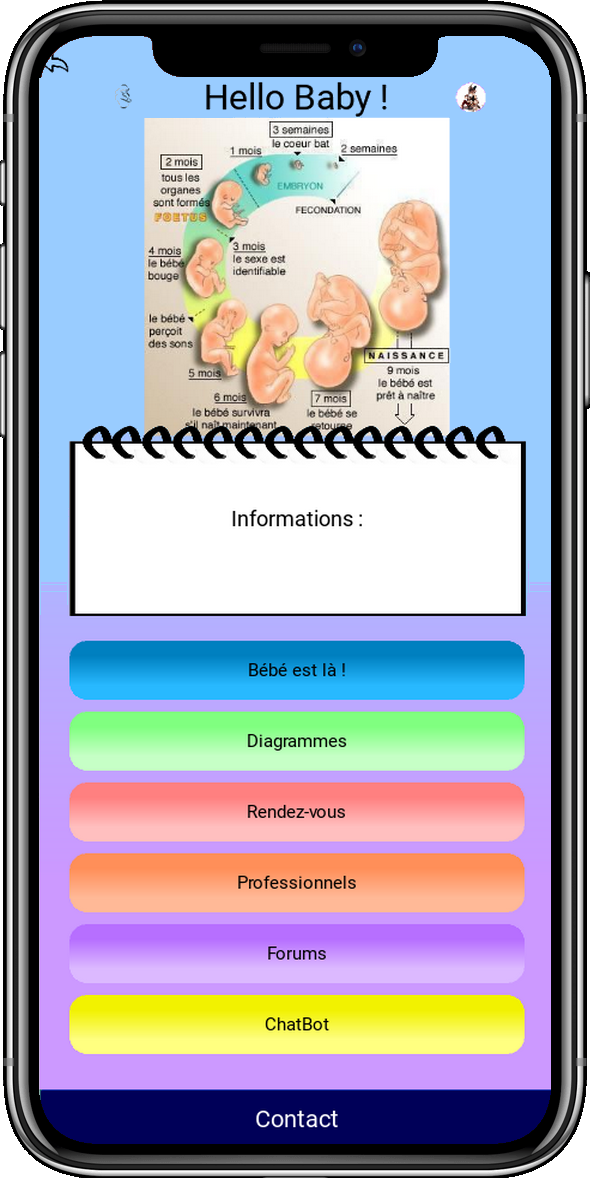 Hello Baby !
3 semaines
le coeur bat
2 semaines
1 mois
2 mois
tous les
organes
sont formés
FOETUS
EMBRYON
FECONDATION
3 mois
le sexe est
identifiable
4 mois
le bébé
bouge
le bébé
perçoit
des sons
5 mois
6 mois
le bébé survivra
s'il naît maintenant
7 mois
le bébé se
retourne
NAISSANCE
9 mois
le bébé est
prêt à naître
Informations :
Bébé est là !
Diagrammes
Rendez-vous
Professionnels
Forums
ChatBot
Contact